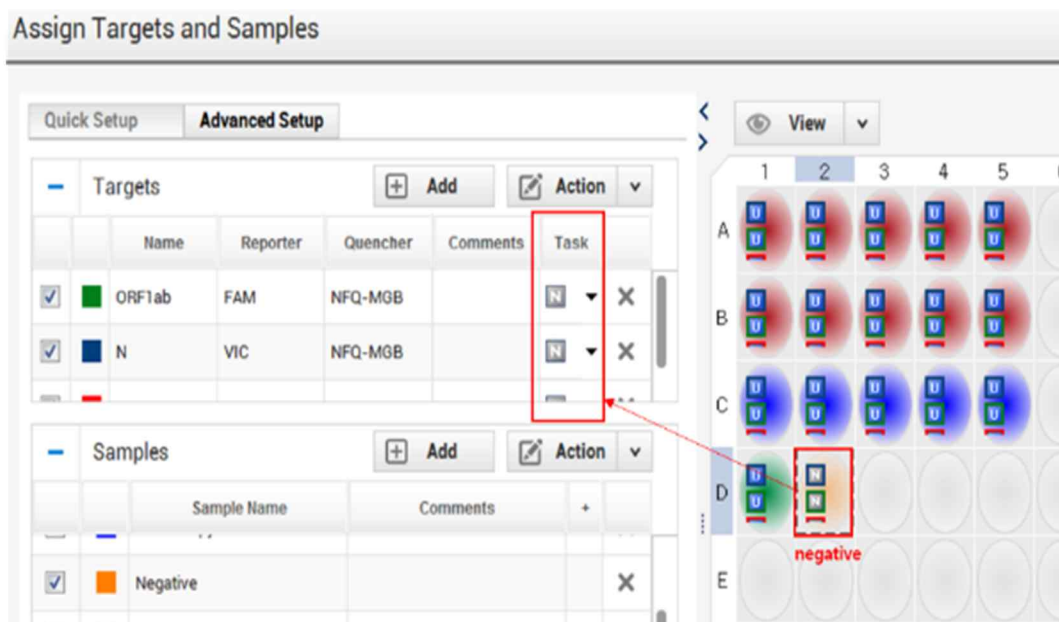 Assign Targets and Samples
Quick Setup Advanced Setup
View
Targets Add Action
Name Reporter Quencher Comments Task
ORF1ab FAM NFQ-MGB N
N VIC NFQ-MGB N
Samples Add Action
Sample Name Comments +
Negative
1 2 3 4 5
A U U U U U
U U U U U
B U U U U U
U U U U U
C U U U U U
U U U U U
D U N
U N
negative
E